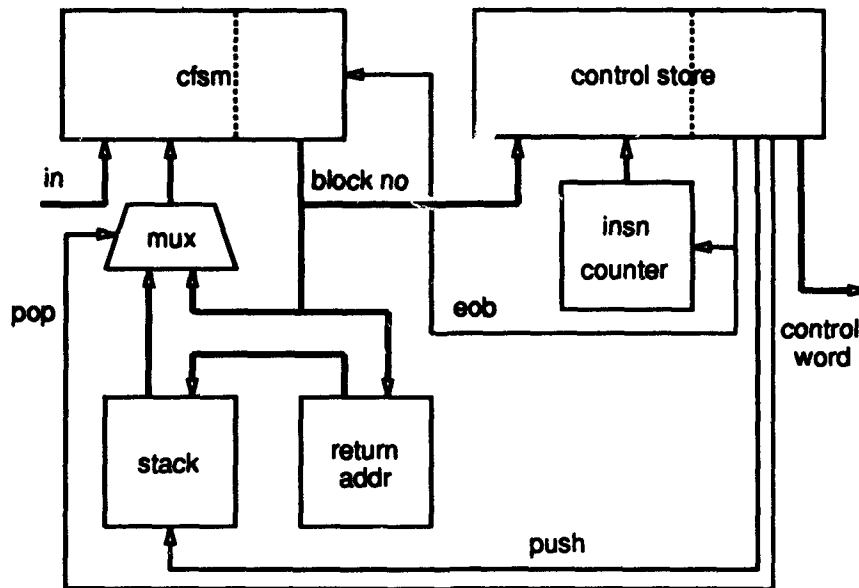 cfsm
control store
in
block no
mux
insn
counter
pop
eob
control
word
stack
return
addr
push